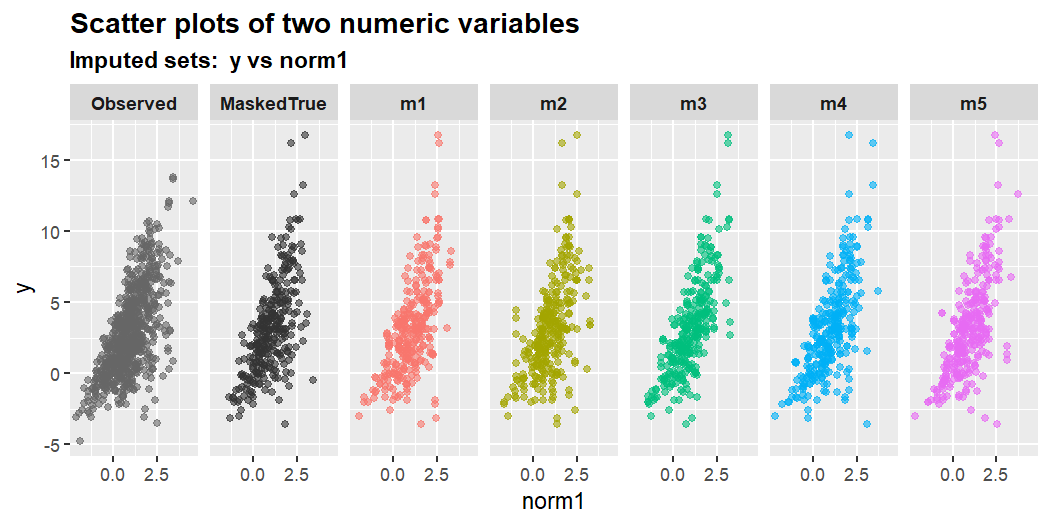 Scatter plots of two numeric variables
Imputed sets:  y vs norm1
Observed MaskedTrue m1 m2 m3 m4 m5
15
10
5
0
-5
y
0.0 2.5 0.0 2.5 0.0 2.5 0.0 2.5 0.0 2.5 0.0 2.5 0.0 2.5
norm1